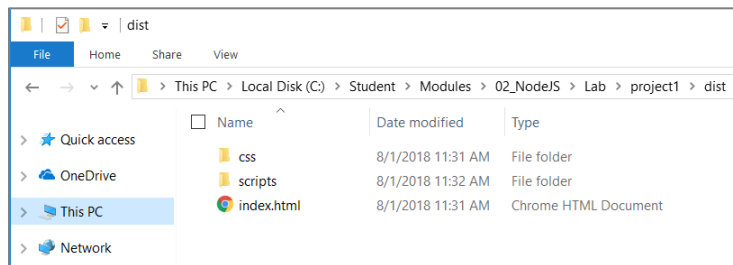 dist
File Home Share View
This PC > Local Disk (C:) > Student > Modules > 02_NodeJS > Lab > project1 > dist
Name Date modified Type
Quick access
css 8/1/2018 11:31 AM File folder
OneDrive
scripts 8/1/2018 11:32 AM File folder
This PC
index.html 8/1/2018 11:31 AM Chrome HTML Document
Network